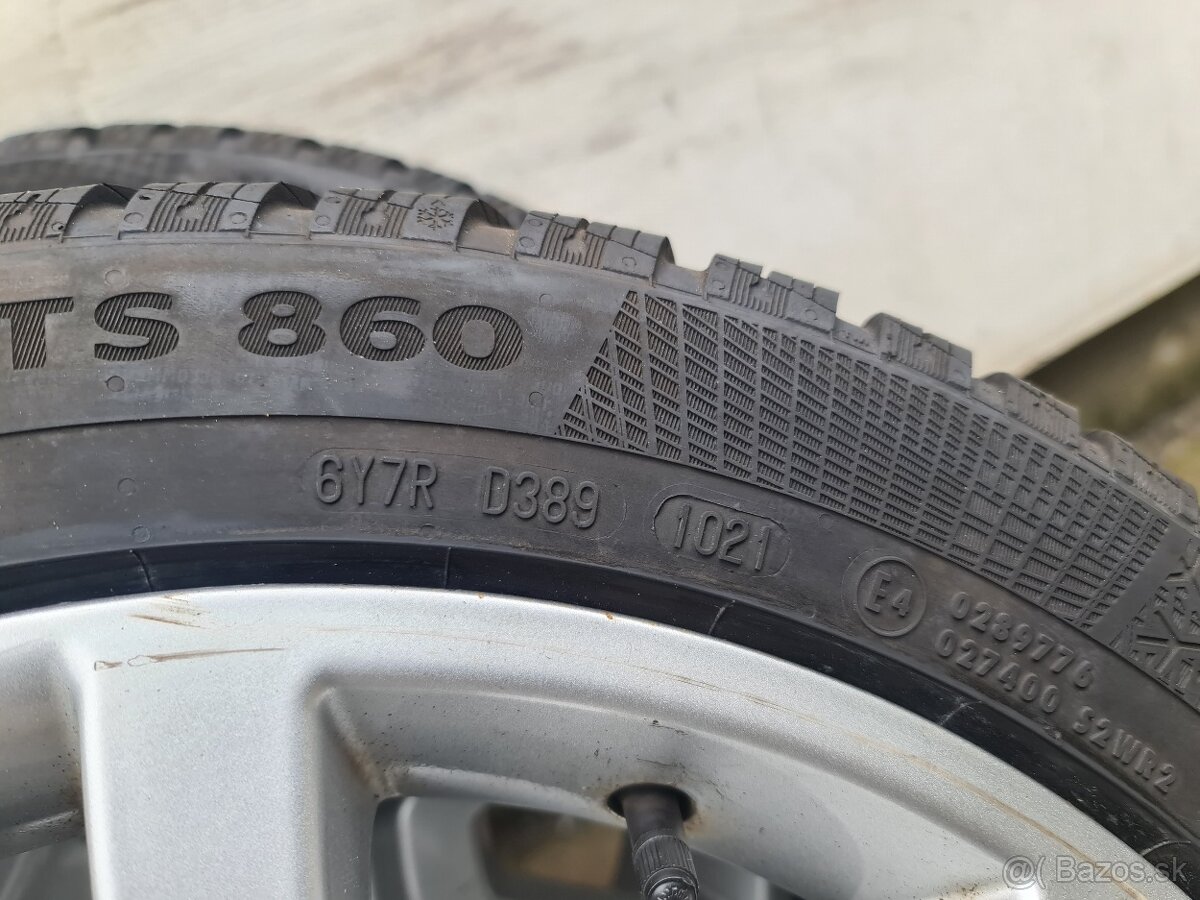 TS 860
6Y7R D389 1021
E4
0289776
027400 S2WR2
@( Bazos.sk